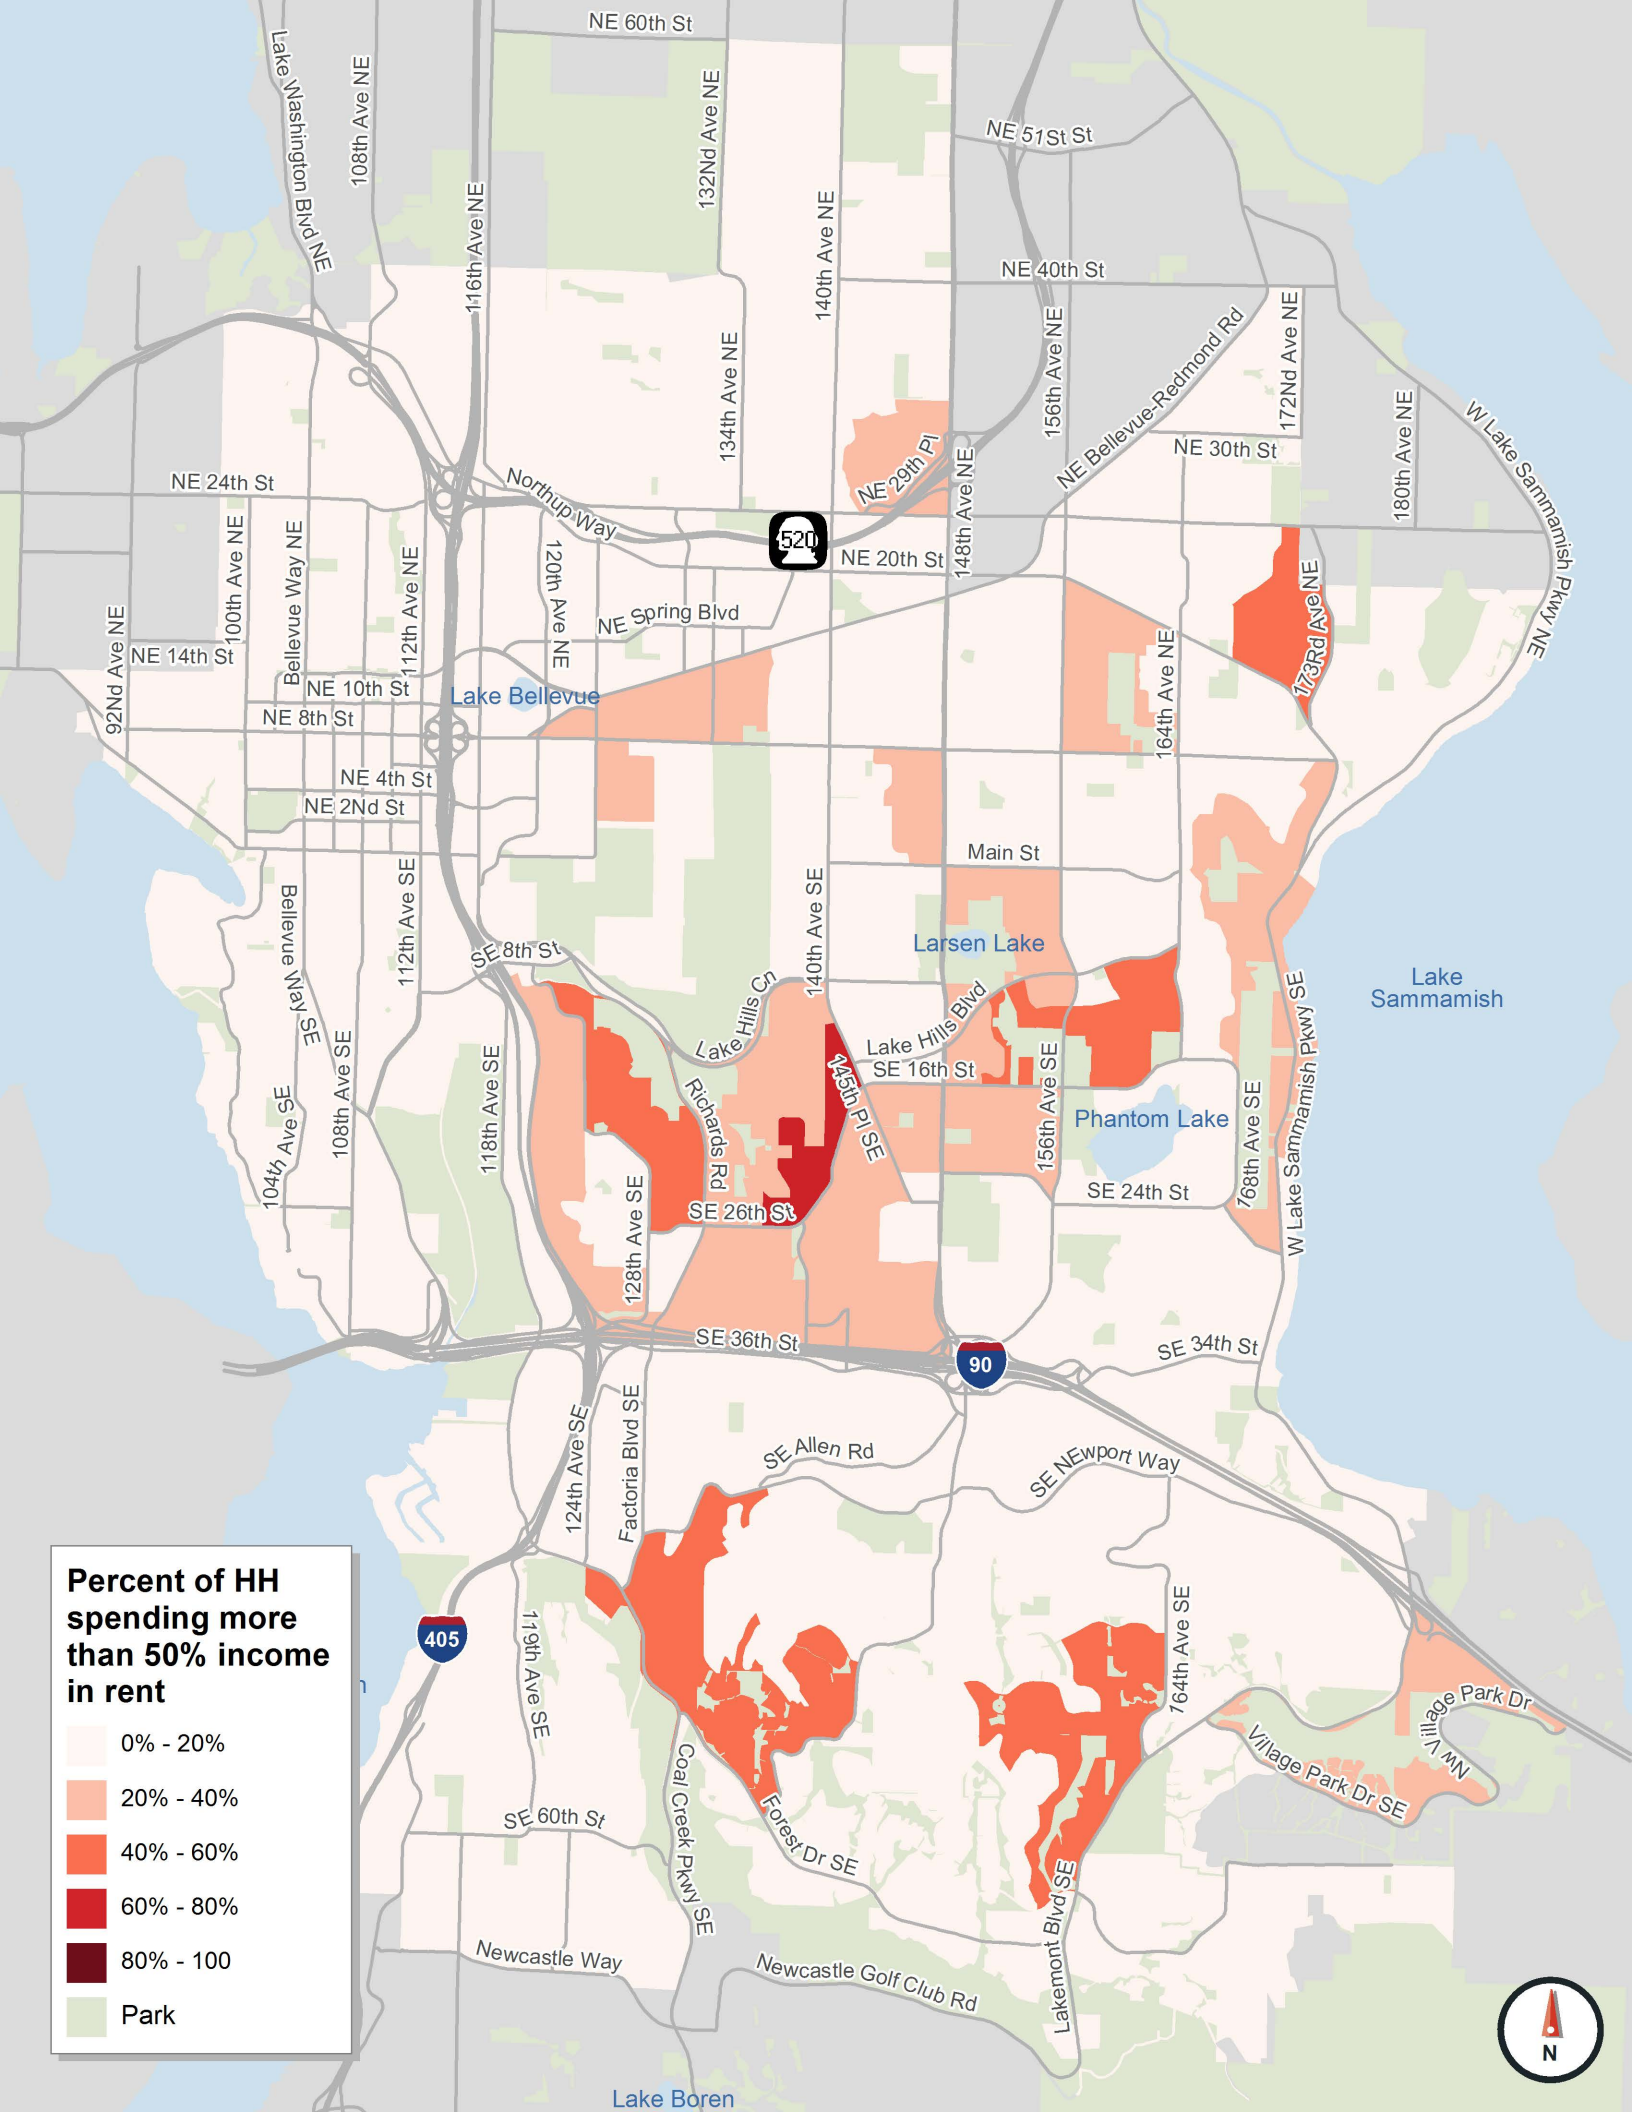 NE 60th St
Lake Washington Blvd NE
108th Ave NE
132Nd Ave NE
NE 51St St
116th Ave NE
140th Ave NE
NE 40th St
134th Ave NE
156th Ave NE
NE Bellevue-Redmond Rd
172Nd Ave NE
180th Ave NE
W Lake Sammamish Pkwy NE
NE 29th Pl
NE 30th St
148th Ave NE
NE 24th St
Northup Way
520
NE 20th St
100th Ave NE
Bellevue Way NE
112th Ave NE
120th Ave NE
NE Spring Blvd
92Nd Ave NE
NE 14th St
164th Ave NE
173Rd Ave NE
NE 10th St
Lake Bellevue
NE 8th St
NE 4th St
NE 2Nd St
Main St
112th Ave SE
Bellevue Way SE
140th Ave SE
SE 8th St
Larsen Lake
Lake
Sammamish
Lake Hills Cn
Lake Hills Blvd
SE 16th St
108th Ave SE
118th Ave SE
104th Ave SE
Richards Rd
145th Pl SE
156th Ave SE
Phantom Lake
168th Ave SE
W Lake Sammamish Pkwy SE
SE 24th St
128th Ave SE
SE 26th St
SE 36th St
90
SE 34th St
124th Ave SE
Factoria Blvd SE
SE Allen Rd
SE NEwport Way
405
119th Ave SE
164th Ave SE
Village Park Dr
NW Village
Village Park Dr SE
Coal Creek Pkwy SE
SE 60th St
Forest Dr SE
Lakemont Blvd SE
Newcastle Way
Newcastle Golf Club Rd
Lake Boren
Percent of HH
spending more
than 50% income
in rent
0% - 20%
20% - 40%
40% - 60%
60% - 80%
80% - 100
Park
N